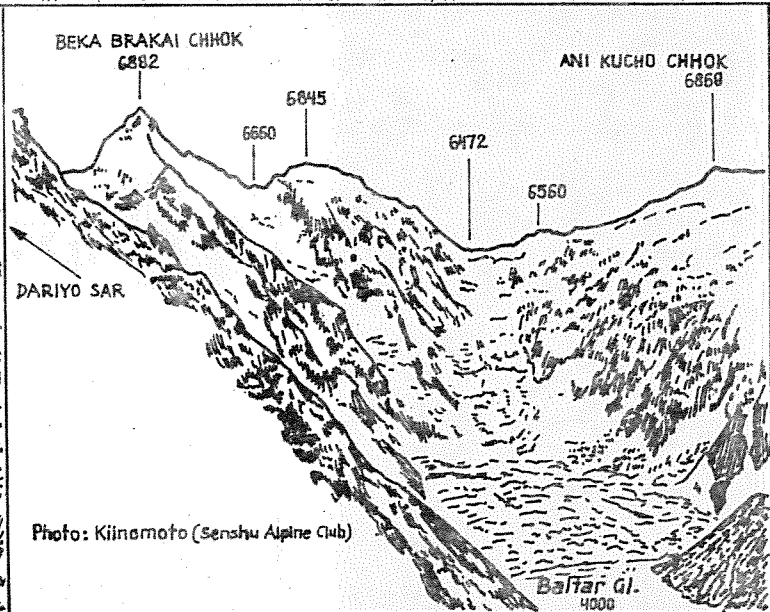 BEKA BRAKAI CHHOK
6882
6660
6845
6472
6560
ANI KUCHO CHHOK
6868
DARIYO SAR
Photo: Kiinomoto (Senshu Alpine Club)
Baltar Gl.
4000